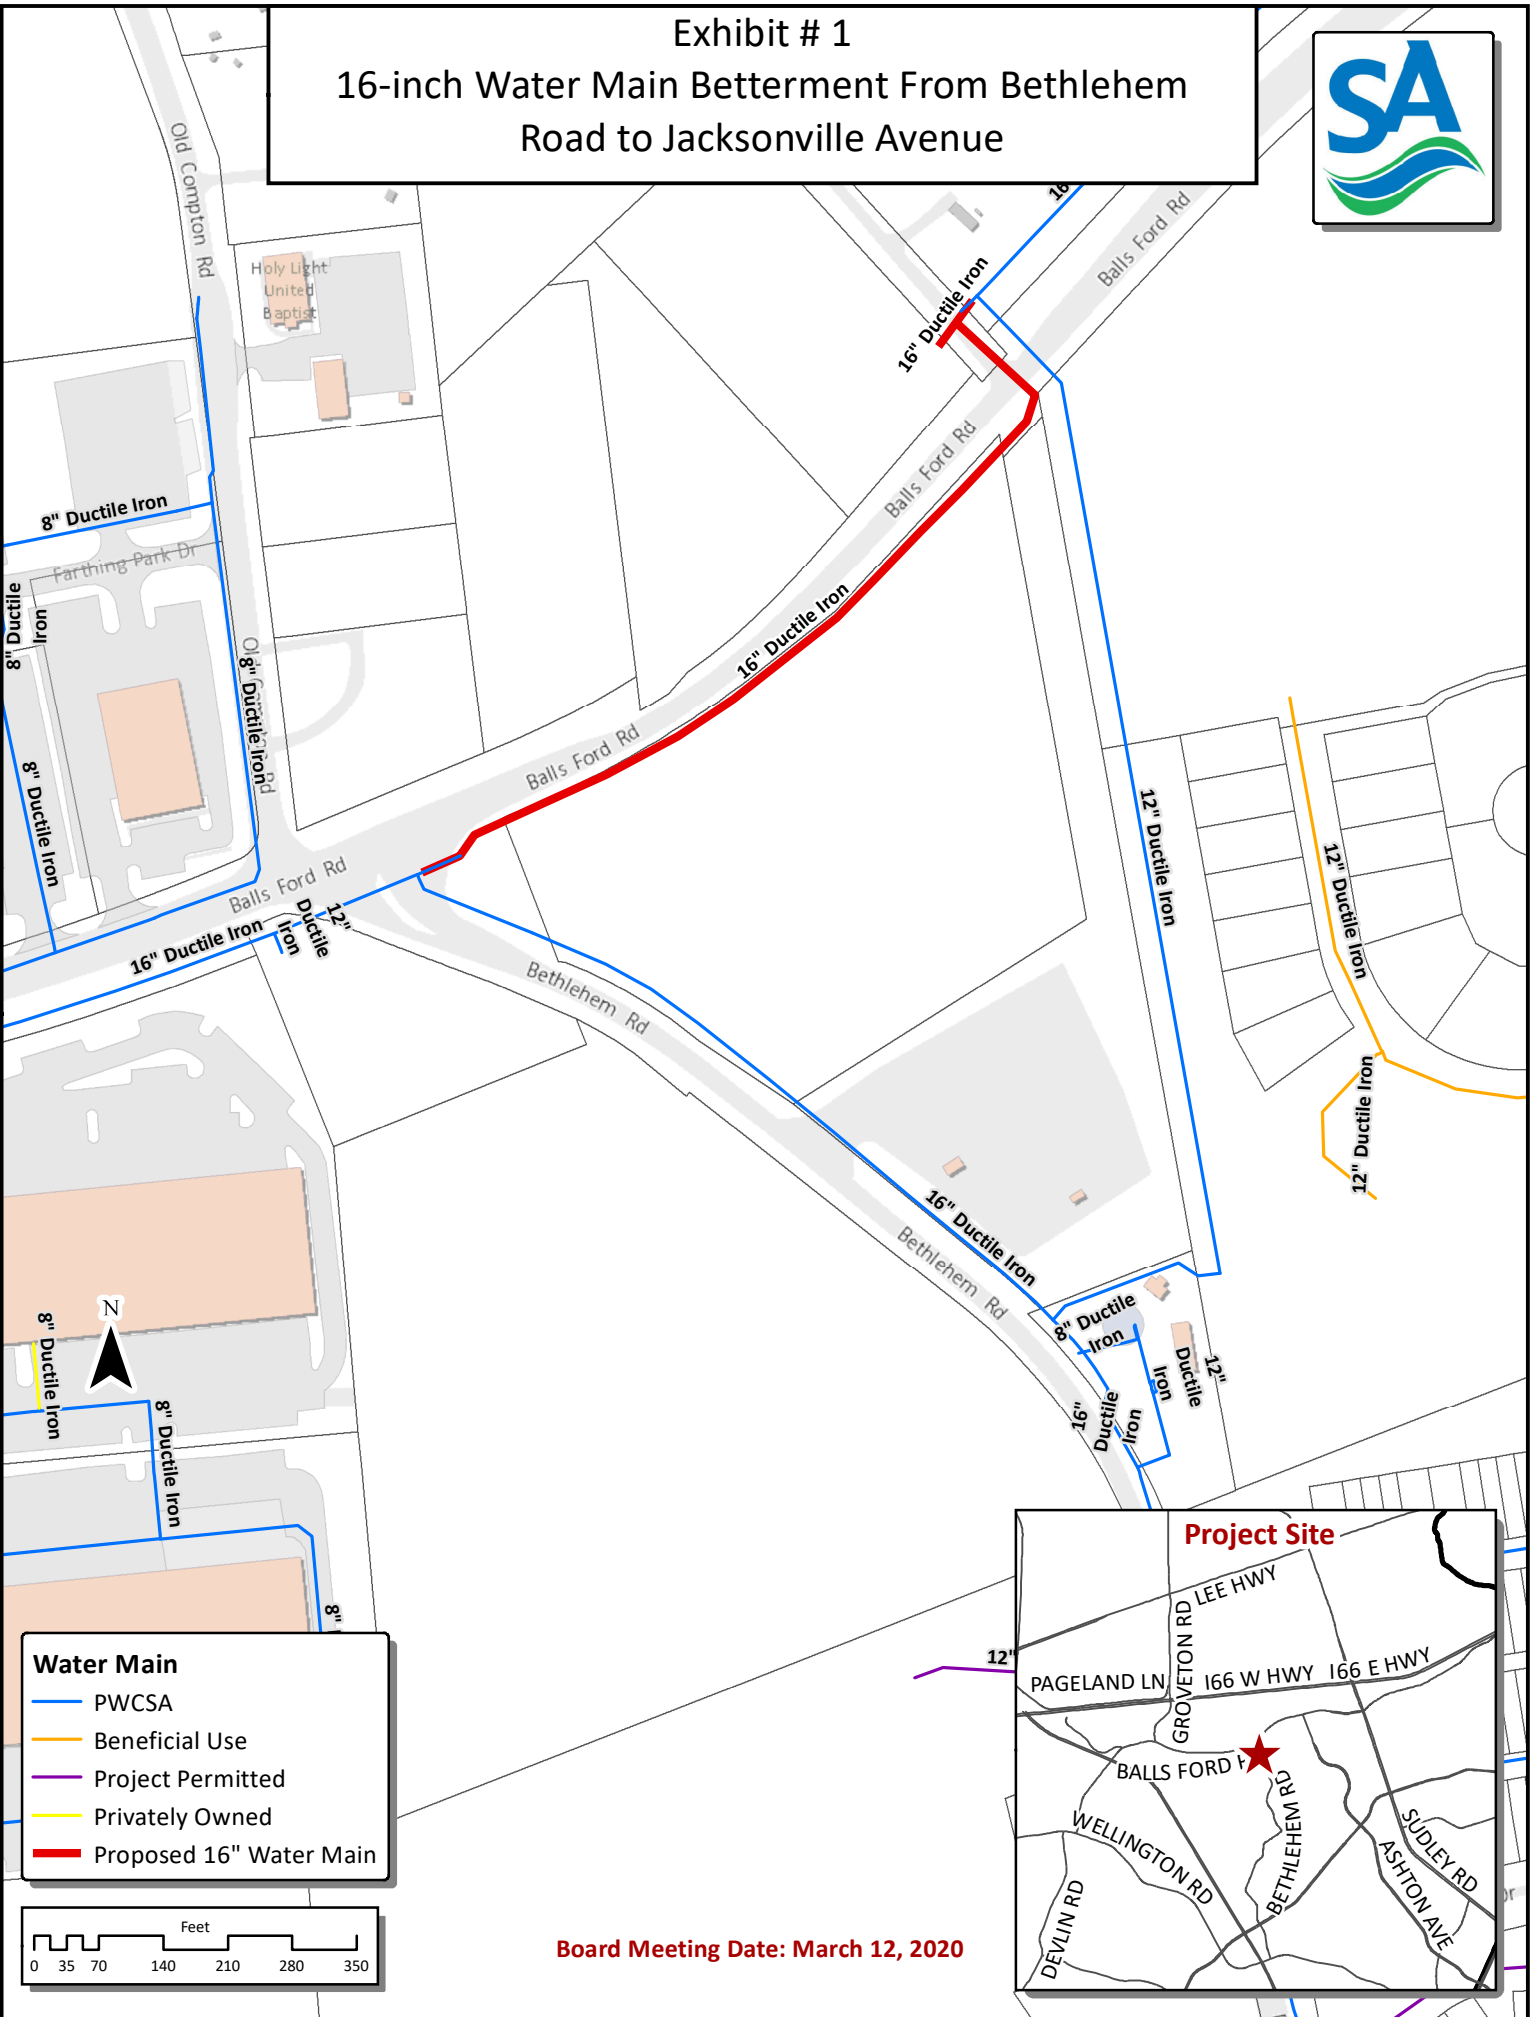 Exhibit # 1
16-inch Water Main Betterment From Bethlehem
Road to Jacksonville Avenue
SA
Old Compton Rd
Holy Light
United
Baptist
16" Ductile Iron
Balls Ford Rd
Balls Ford Rd
8" Ductile Iron
Farthing Park Dr
8" Ductile
Iron
8" Ductile Iron
16" Ductile Iron
Balls Ford Rd
8" Ductile Iron
12" Ductile Iron
12" Ductile Iron
Balls Ford Rd
16" Ductile Iron
12"
Ductile
Iron
Bethlehem Rd
12" Ductile Iron
16" Ductile Iron
Bethlehem Rd
8" Ductile
Iron
12"
Ductile
Iron
16"
Ductile
Iron
N
8" Ductile Iron
8" Ductile Iron
8"
12"
Water Main
PWCSA
Beneficial Use
Project Permitted
Privately Owned
Proposed 16" Water Main
Feet
0 35 70 140 210 280 350
Board Meeting Date: March 12, 2020
Project Site
LEE HWY
GROVETON RD
PAGELAND LN
I66 W HWY
I66 E HWY
BALLS FORD
BETHLEHEM RD
WELLINGTON RD
SUDLEY RD
ASHTON AVE
DEVLIN RD